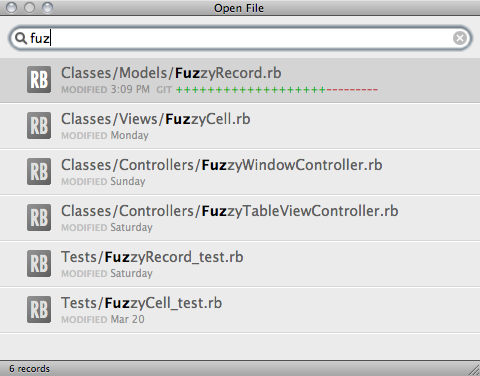 Open File
fuz
RB
Classes/Models/FuzzyRecord.rb
MODIFIED 3:09 PM GIT +++++++++++++++++++---------
RB
Classes/Views/FuzzyCell.rb
MODIFIED Monday
RB
Classes/Controllers/FuzzyWindowController.rb
MODIFIED Sunday
RB
Classes/Controllers/FuzzyTableViewController.rb
MODIFIED Saturday
RB
Tests/FuzzyRecord_test.rb
MODIFIED Saturday
RB
Tests/FuzzyCell_test.rb
MODIFIED Mar 20
6 records